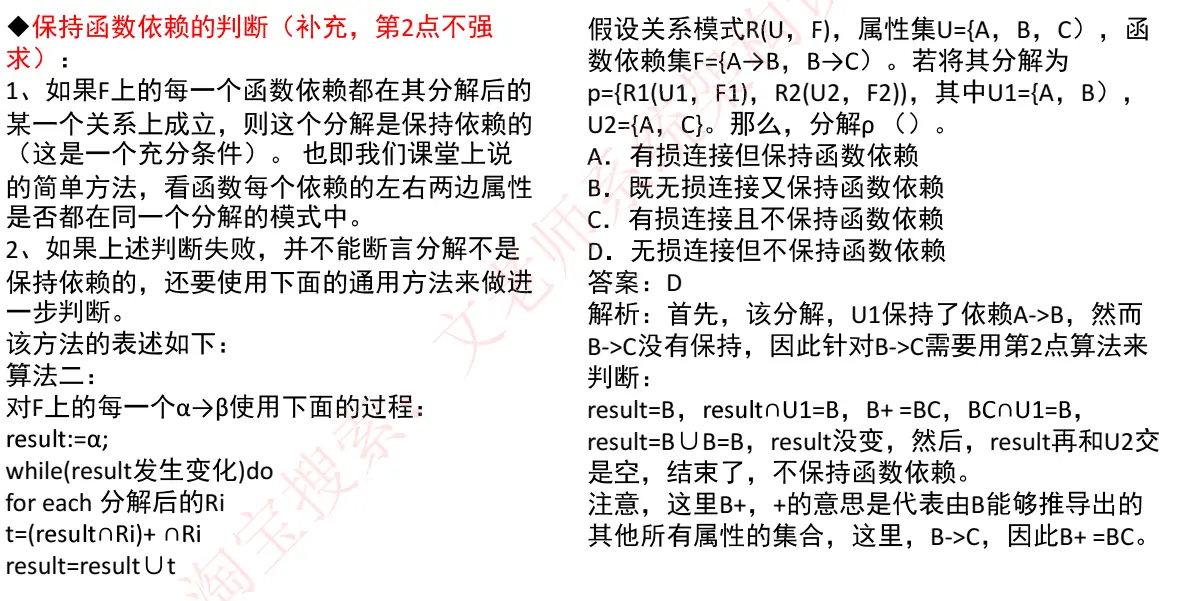 ◆保持函数依赖的判断（补充，第2点不强
求）：
1、如果F上的每一个函数依赖都在其分解后的
某一个关系上成立，则这个分解是保持依赖的
（这是一个充分条件）。 也即我们课堂上说
的简单方法，看函数每个依赖的左右两边属性
是否都在同一个分解的模式中。
2、如果上述判断失败，并不能断言分解不是
保持依赖的，还要使用下面的通用方法来做进
一步判断。
该方法的表述如下：
算法二：
对F上的每一个α→β使用下面的过程：
result:=α;
while(result发生变化)do
for each 分解后的Ri
t=(result∩Ri)+ ∩Ri
result=result∪t
假设关系模式R(U，F)，属性集U={A，B，C），函
数依赖集F={A→B，B→C）。若将其分解为
p={R1(U1，F1)，R2(U2，F2))，其中U1={A，B），
U2={A，C}。那么，分解ρ （）。
A．有损连接但保持函数依赖
B．既无损连接又保持函数依赖
C．有损连接且不保持函数依赖
D．无损连接但不保持函数依赖
答案：D
解析：首先，该分解，U1保持了依赖A->B，然而
B->C没有保持，因此针对B->C需要用第2点算法来
判断：
result=B，result∩U1=B，B+ =BC，BC∩U1=B，
result=B∪B=B，result没变，然后，result再和U2交
是空，结束了，不保持函数依赖。
注意，这里B+，+的意思是代表由B能够推导出的
其他所有属性的集合，这里，B->C，因此B+ =BC。
淘宝搜索：文老师系统架构设